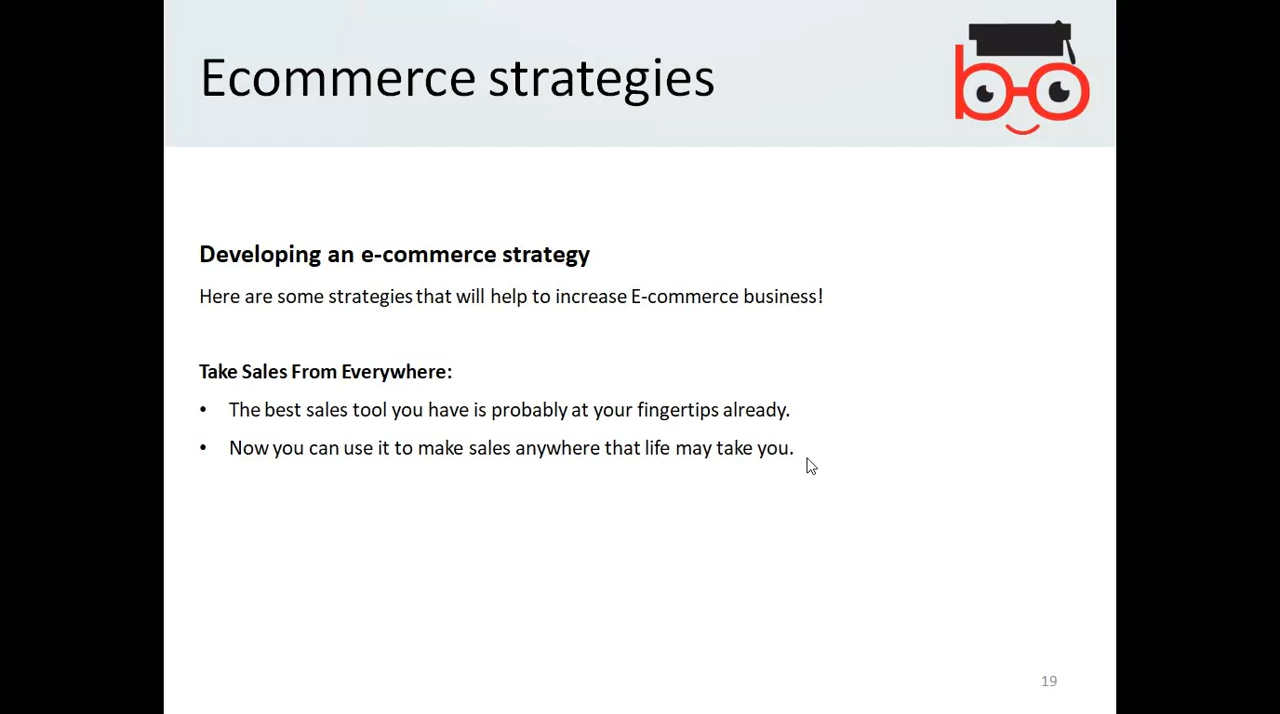 Ecommerce strategies
Developing an e-commerce strategy
Here are some strategies that will help to increase E-commerce business!
Take Sales From Everywhere:
• The best sales tool you have is probably at your fingertips already.
• Now you can use it to make sales anywhere that life may take you.
19